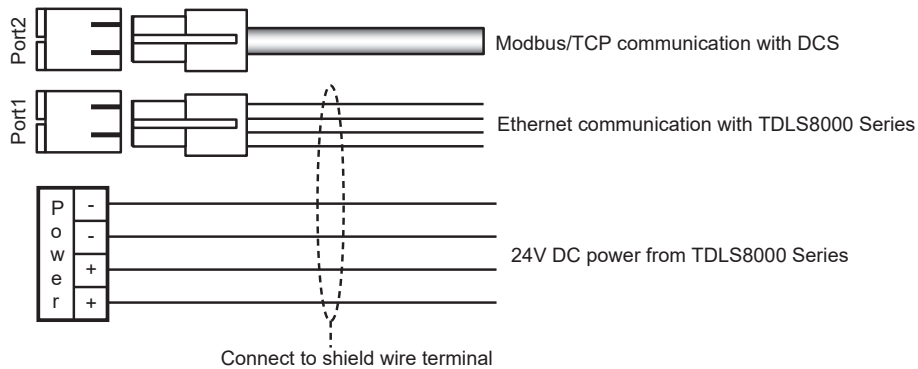 Port2
Modbus/TCP communication with DCS
Port1
Ethernet communication with TDLS8000 Series
Power
-
-
+
+
24V DC power from TDLS8000 Series
Connect to shield wire terminal